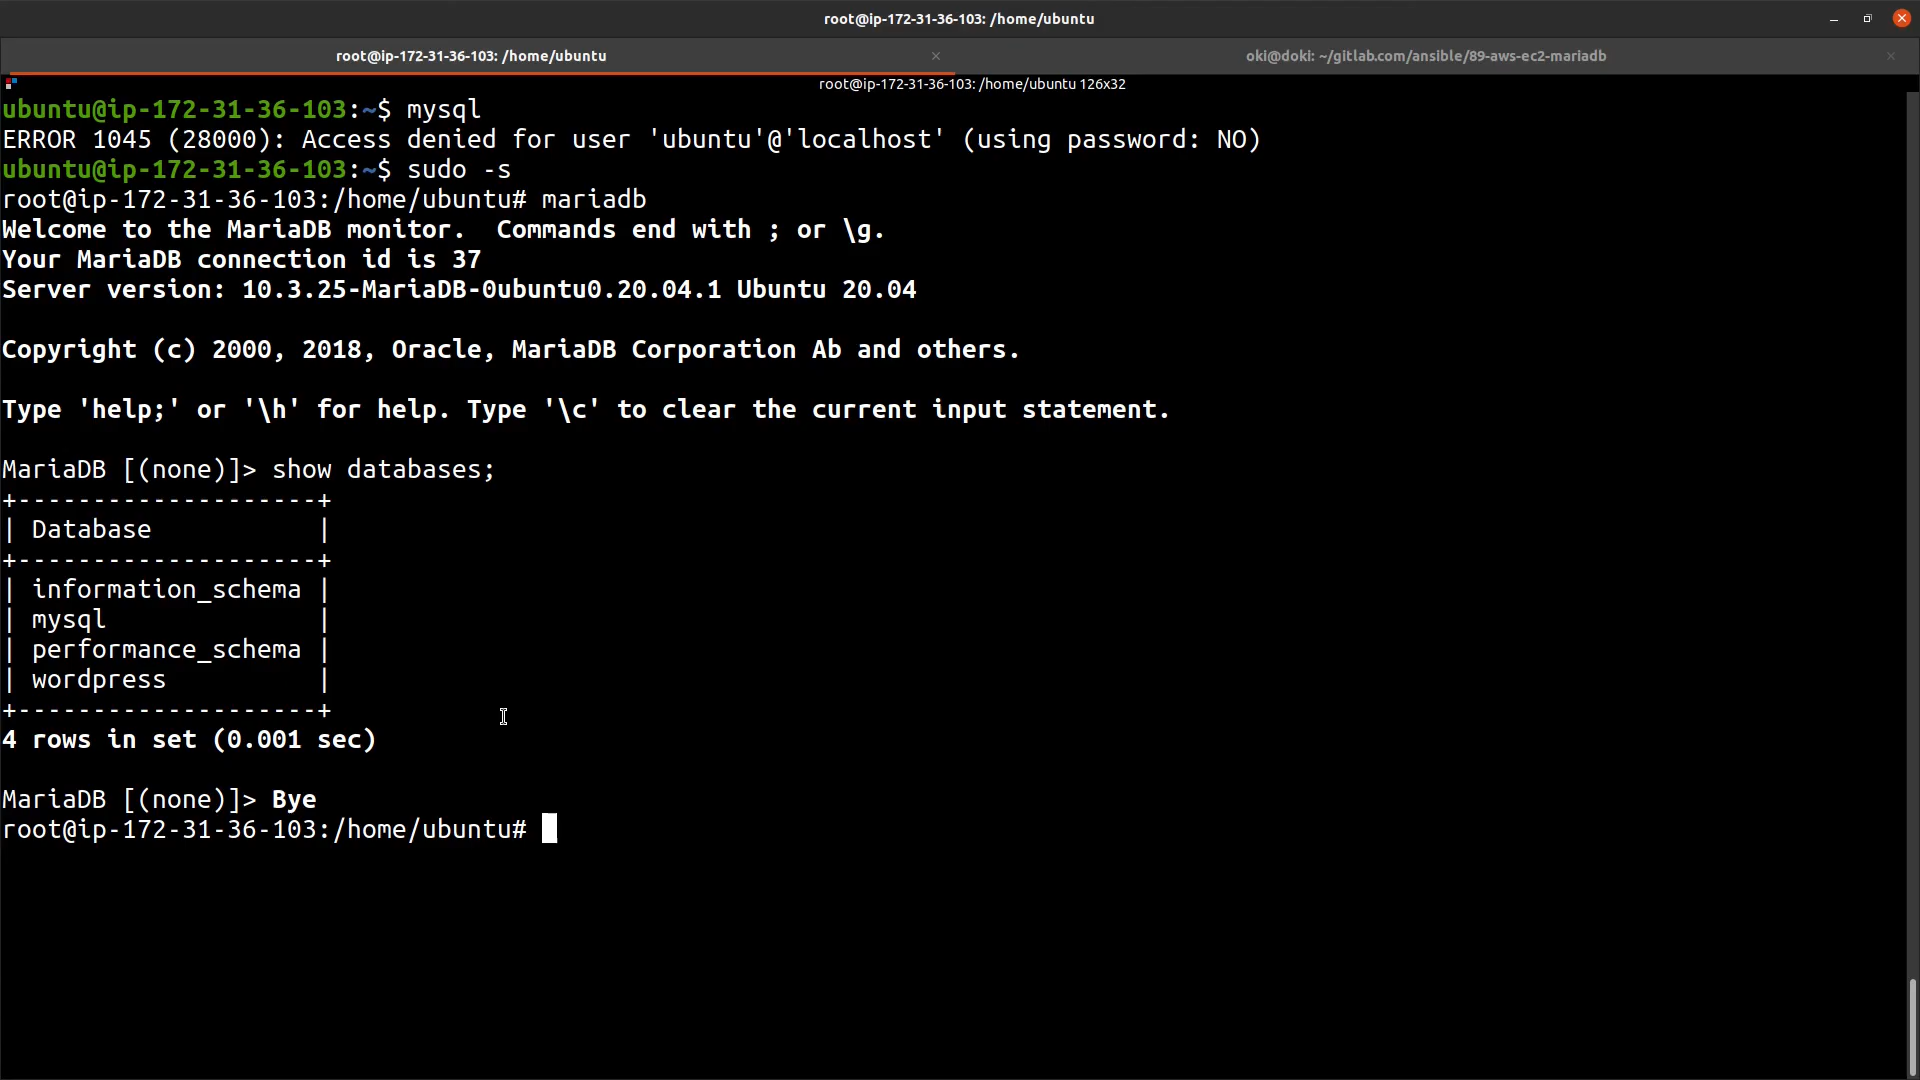 root@ip-172-31-36-103: /home/ubuntu
root@ip-172-31-36-103: /home/ubuntu
oki@doki: ~/gitlab.com/ansible/89-aws-ec2-mariadb
root@ip-172-31-36-103: /home/ubuntu 126x32
ubuntu@ip-172-31-36-103:~$ mysql
ERROR 1045 (28000): Access denied for user 'ubuntu'@'localhost' (using password: NO)
ubuntu@ip-172-31-36-103:~$ sudo -s
root@ip-172-31-36-103:/home/ubuntu# mariadb
Welcome to the MariaDB monitor.  Commands end with ; or \g.
Your MariaDB connection id is 37
Server version: 10.3.25-MariaDB-0ubuntu0.20.04.1 Ubuntu 20.04
Copyright (c) 2000, 2018, Oracle, MariaDB Corporation Ab and others.
Type 'help;' or '\h' for help. Type '\c' to clear the current input statement.
MariaDB [(none)]> show databases;
+--------------------+
| Database           |
+--------------------+
| information_schema |
| mysql              |
| performance_schema |
| wordpress          |
+--------------------+
4 rows in set (0.001 sec)
MariaDB [(none)]> Bye
root@ip-172-31-36-103:/home/ubuntu#